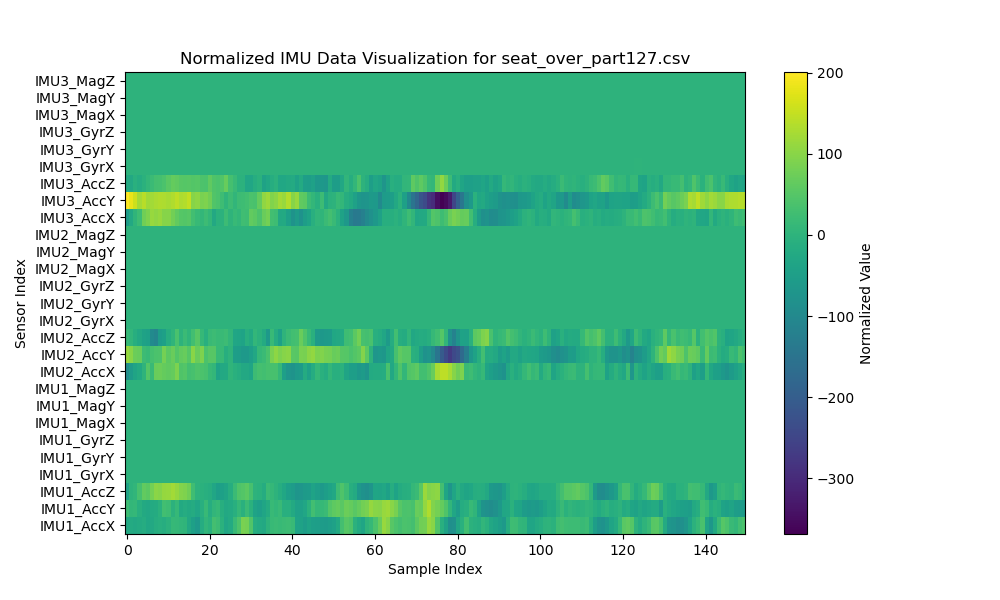 Normalized IMU Data Visualization for seat_over_part127.csv
IMU3_MagZ
IMU3_MagY
IMU3_MagX
IMU3_GyrZ
IMU3_GyrY
IMU3_GyrX
IMU3_AccZ
IMU3_AccY
IMU3_AccX
IMU2_MagZ
IMU2_MagY
IMU2_MagX
IMU2_GyrZ
IMU2_GyrY
IMU2_GyrX
IMU2_AccZ
IMU2_AccY
IMU2_AccX
IMU1_MagZ
IMU1_MagY
IMU1_MagX
IMU1_GyrZ
IMU1_GyrY
IMU1_GyrX
IMU1_AccZ
IMU1_AccY
IMU1_AccX
Sensor Index
0 20 40 60 80 100 120 140
Sample Index
200
100
0
−100
−200
−300
Normalized Value